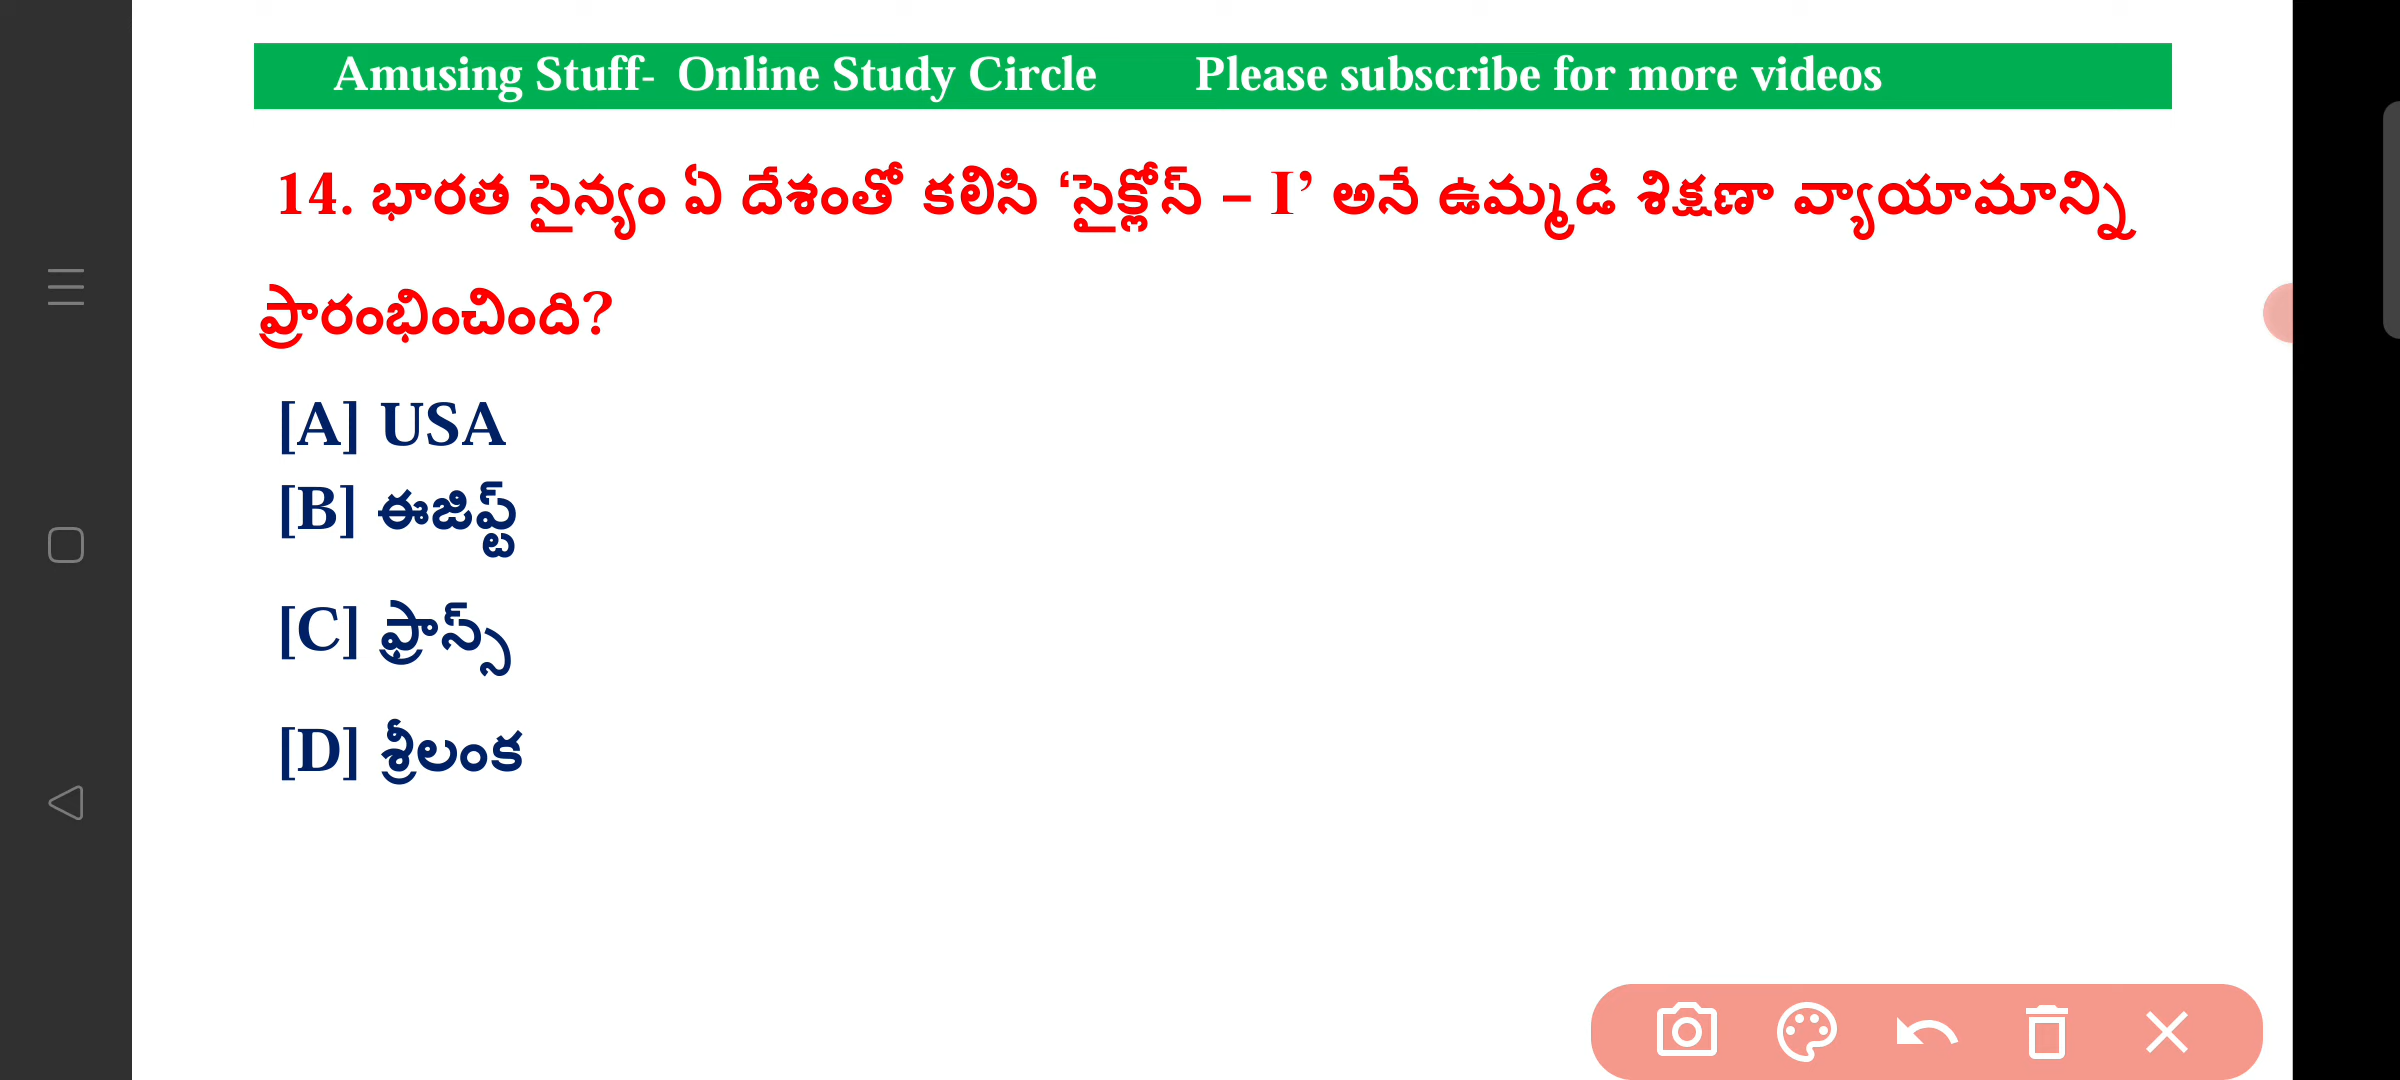 Amusing Stuff- Online Study Circle Please subscribe for more videos
14. భారత సైన్యం ఏ దేశంతో కలిసి ‘సైక్లోస్ – I’ అనే ఉమ్మడి శిక్షణా వ్యాయామాన్ని
ప్రారంభించింది?
[A] USA
[B] ఈజిప్ట్
[C] ఫ్రాన్స్
[D] శ్రీలంక